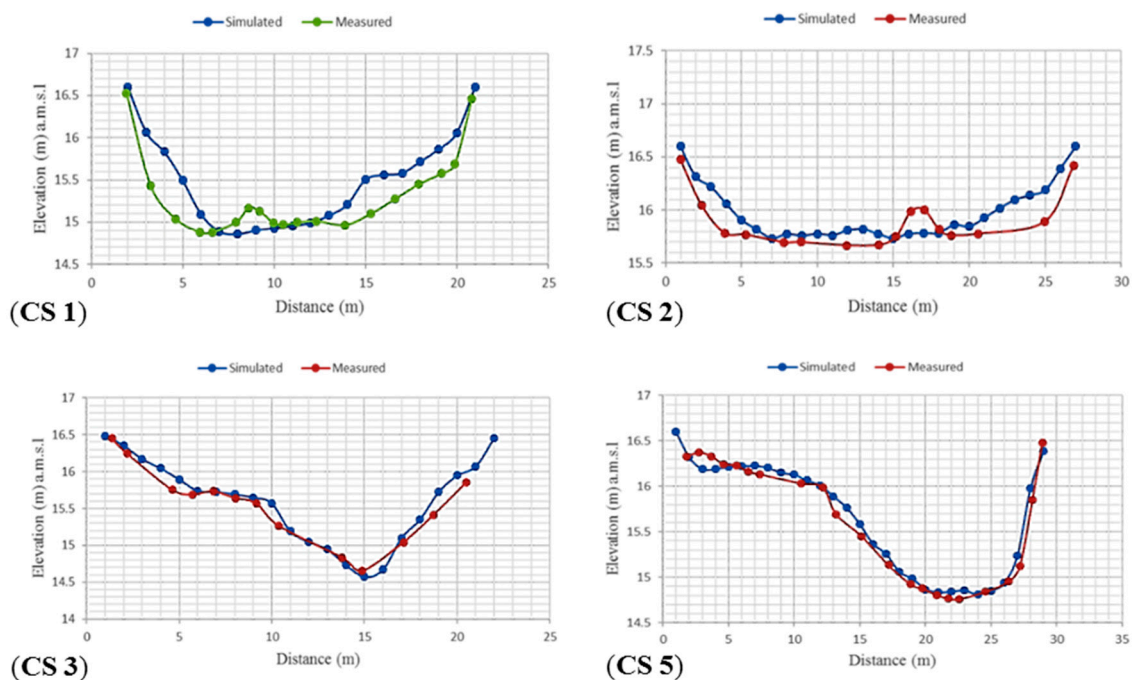 Simulated Measured
17
16.5
16
15.5
15
14.5
0 5 10 15 20 25
Elevation (m) a.m.s.l
Distance (m)
(CS 1)
Simulated Measured
17.5
17
16.5
16
15.5
0 5 10 15 20 25 30
Elevation (m) a.m.s.l
Distance (m)
(CS 2)
Simulated Measured
17
16.5
16
15.5
15
14.5
14
0 5 10 15 20 25
Elevation (m) a.m.s.l
Distance (m)
(CS 3)
Simulated Measured
17
16.5
16
15.5
15
14.5
0 5 10 15 20 25 30 35
Elevation (m) a.m.s.l
Distance (m)
(CS 5)